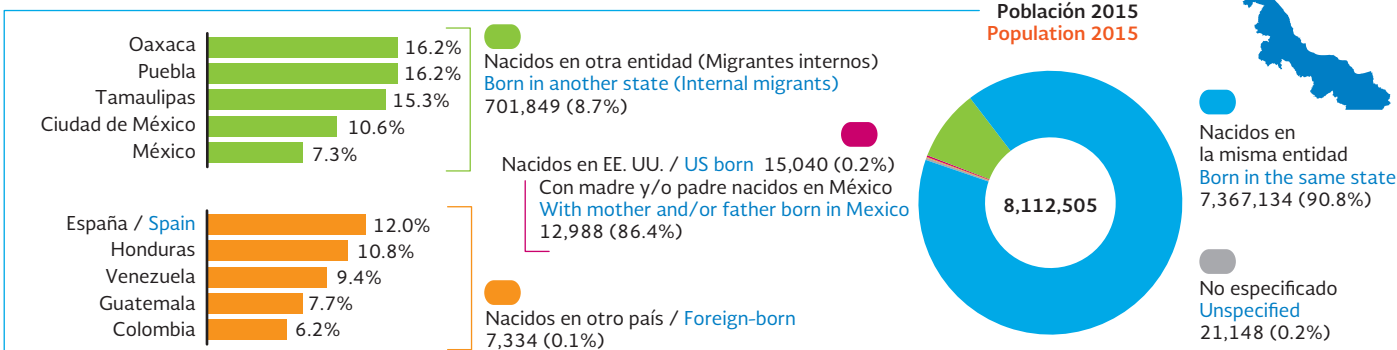 Población 2015
Population 2015
Oaxaca 16.2%
Puebla 16.2%
Tamaulipas 15.3%
Ciudad de México 10.6%
México 7.3%
Nacidos en otra entidad (Migrantes internos)
Born in another state (Internal migrants)
701,849 (8.7%)
Nacidos en EE. UU. / US born 15,040 (0.2%)
Con madre y/o padre nacidos en México
With mother and/or father born in Mexico
12,988 (86.4%)
España / Spain 12.0%
Honduras 10.8%
Venezuela 9.4%
Guatemala 7.7%
Colombia 6.2%
Nacidos en otro país / Foreign-born
7,334 (0.1%)
8,112,505
Nacidos en
la misma entidad
Born in the same state
7,367,134 (90.8%)
No especificado
Unspecified
21,148 (0.2%)